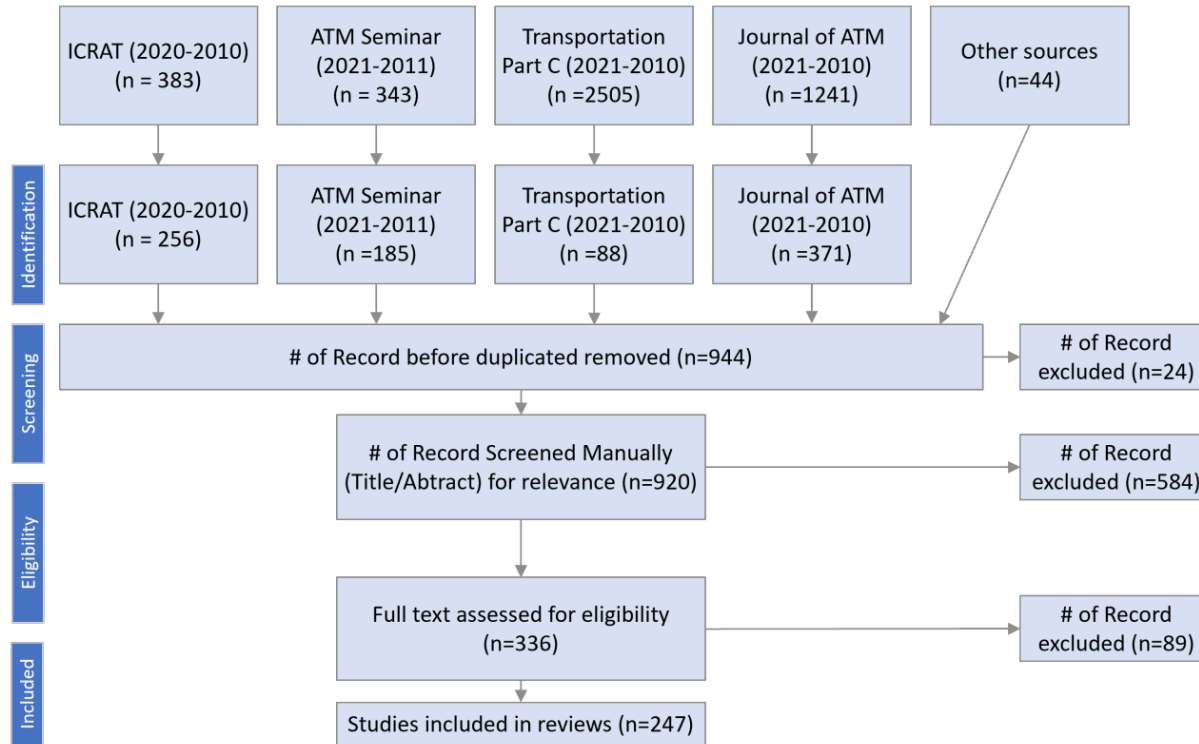 ICRAT (2020-2010)
(n = 383)
ATM Seminar
(2021-2011)
(n = 343)
Transportation
Part C (2021-2010)
(n =2505)
Journal of ATM
(2021-2010)
(n =1241)
Other sources
(n=44)
Identification
ICRAT (2020-2010)
(n = 256)
ATM Seminar
(2021-2011)
(n =185)
Transportation
Part C (2021-2010)
(n =88)
Journal of ATM
(2021-2010)
(n =371)
Screening
# of Record before duplicated removed (n=944)
# of Record
excluded (n=24)
# of Record Screened Manually
(Title/Abtract) for relevance (n=920)
# of Record
excluded (n=584)
Eligibility
Full text assessed for eligibility
(n=336)
# of Record
excluded (n=89)
Included
Studies included in reviews (n=247)